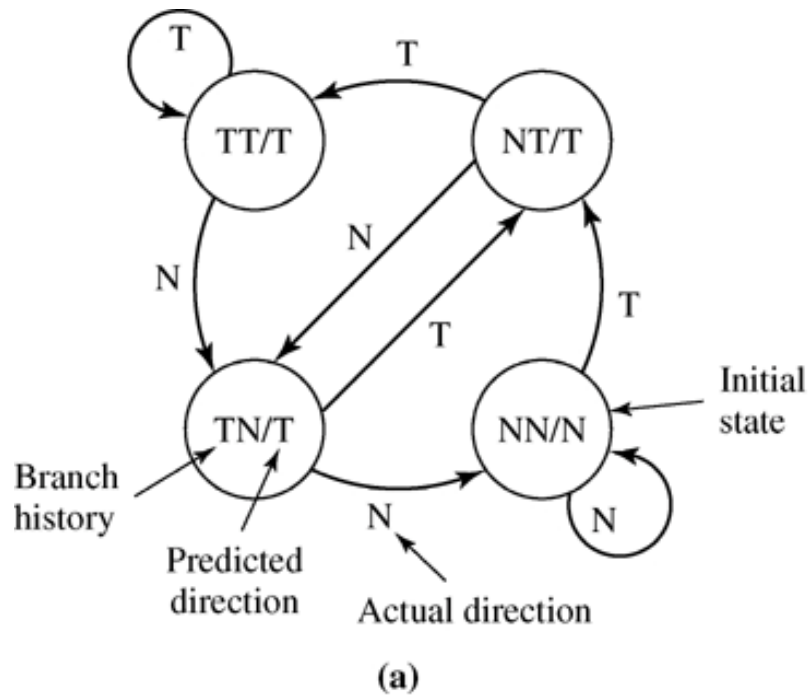 T
T
TT/T
NT/T
N
N
T
T
Initial
state
TN/T
NN/N
Branch
history
N
N
Predicted
direction
Actual direction
(a)